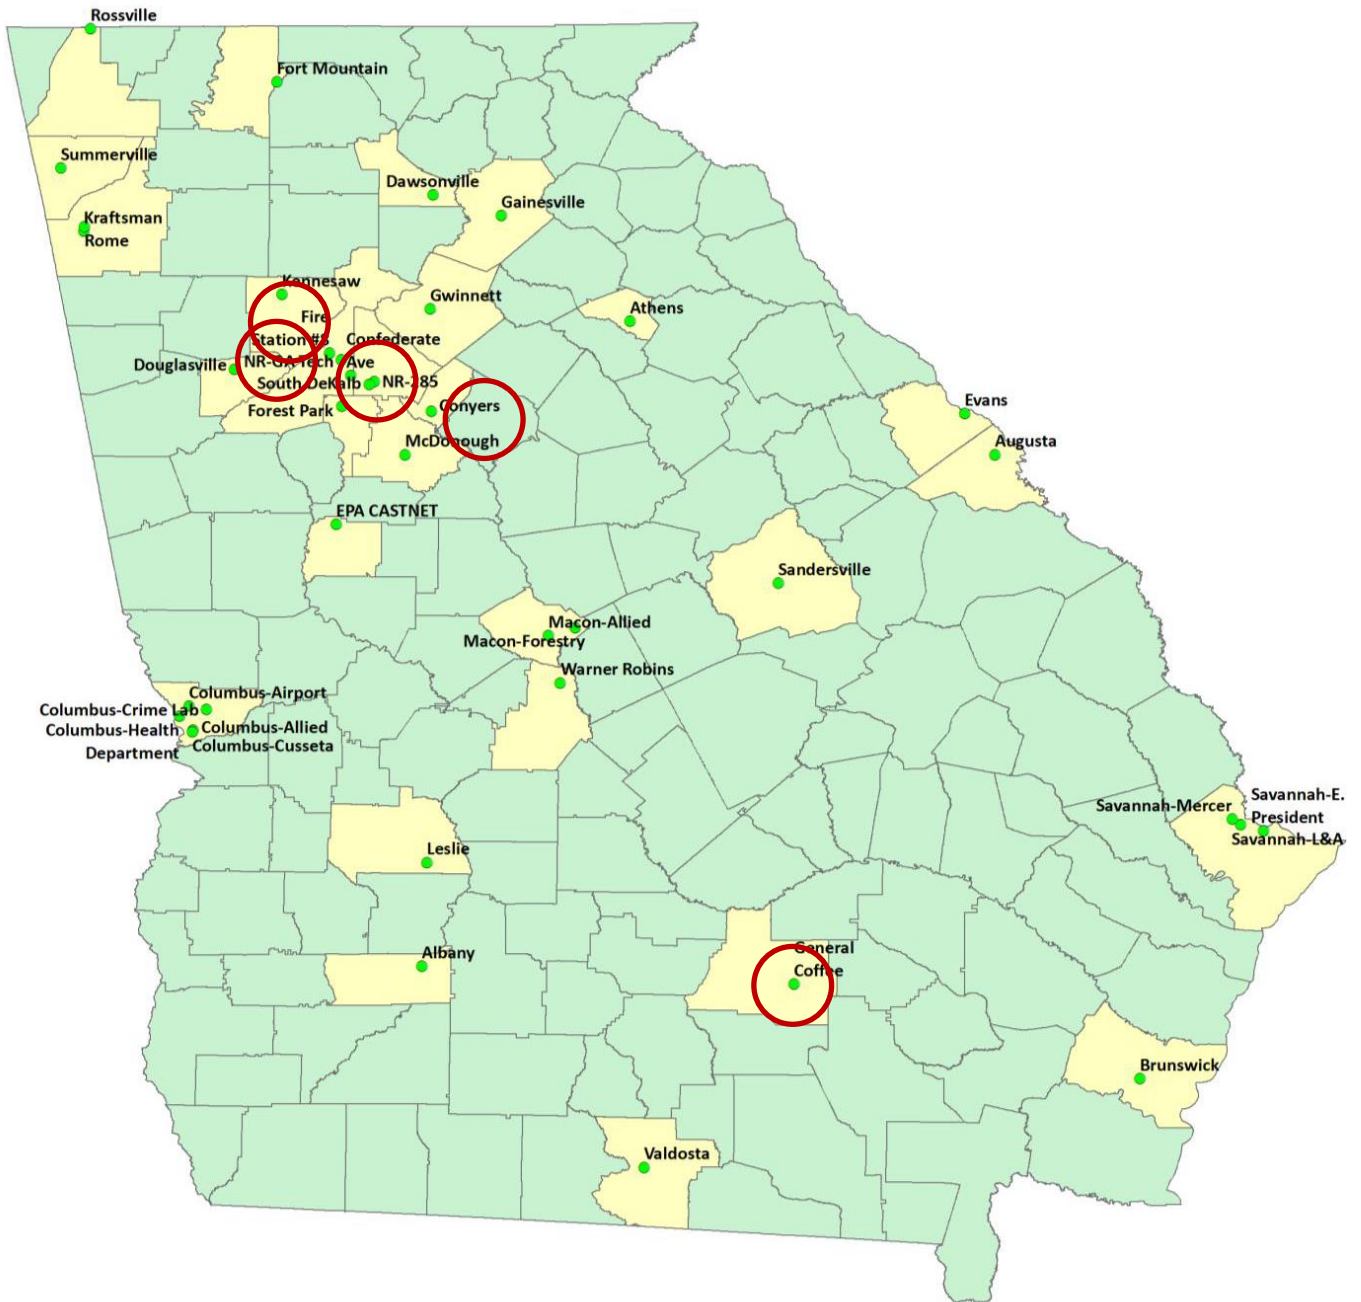 Rossville
Fort Mountain
Summerville
Dawsonville
Gainesville
Kraftsman
Rome
Kennesaw
Gwinnett
Athens
Fire
Station #8
Confederate
Ave
Douglasville
NR-GA Tech
South DeKalb
NR-285
Forest Park
Conyers
McDonough
Evans
Augusta
EPA CASTNET
Sandersville
Macon-Allied
Macon-Forestry
Warner Robins
Columbus-Airport
Columbus-Crime Lab
Columbus-Health
Department
Columbus-Allied
Columbus-Cusseta
Savannah-Mercer
Savannah-E.
President
Savannah-L&A
Leslie
Albany
General
Coffee
Brunswick
Valdosta